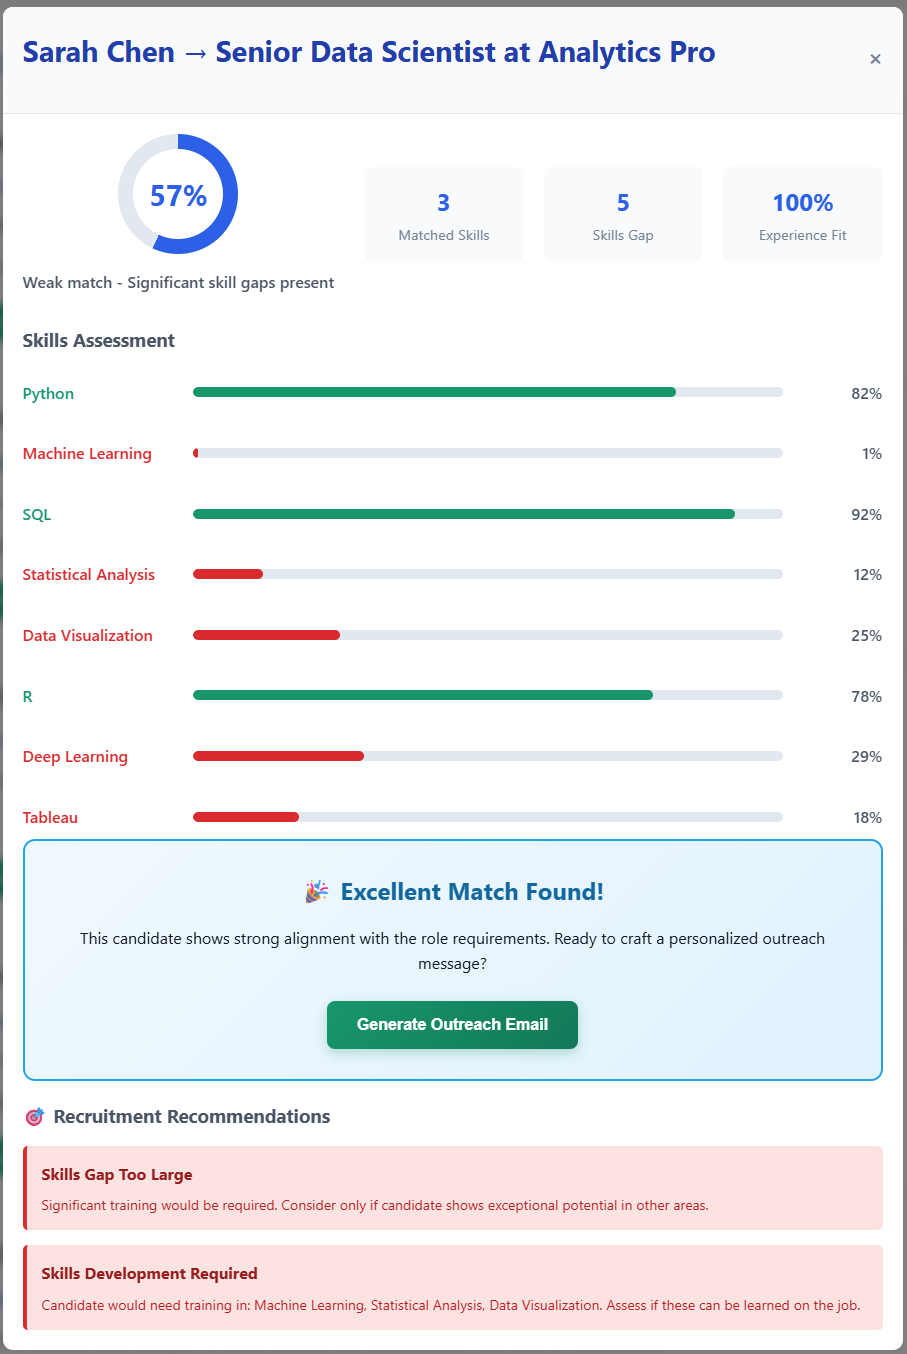 Sarah Chen → Senior Data Scientist at Analytics Pro
×
57%
Weak match - Significant skill gaps present
3
Matched Skills
5
Skills Gap
100%
Experience Fit
Skills Assessment
Python 82%
Machine Learning 1%
SQL 92%
Statistical Analysis 12%
Data Visualization 25%
R 78%
Deep Learning 29%
Tableau 18%
🎉 Excellent Match Found!
This candidate shows strong alignment with the role requirements. Ready to craft a personalized outreach
message?
Generate Outreach Email
🎯 Recruitment Recommendations
Skills Gap Too Large
Significant training would be required. Consider only if candidate shows exceptional potential in other areas.
Skills Development Required
Candidate would need training in: Machine Learning, Statistical Analysis, Data Visualization. Assess if these can be learned on the job.